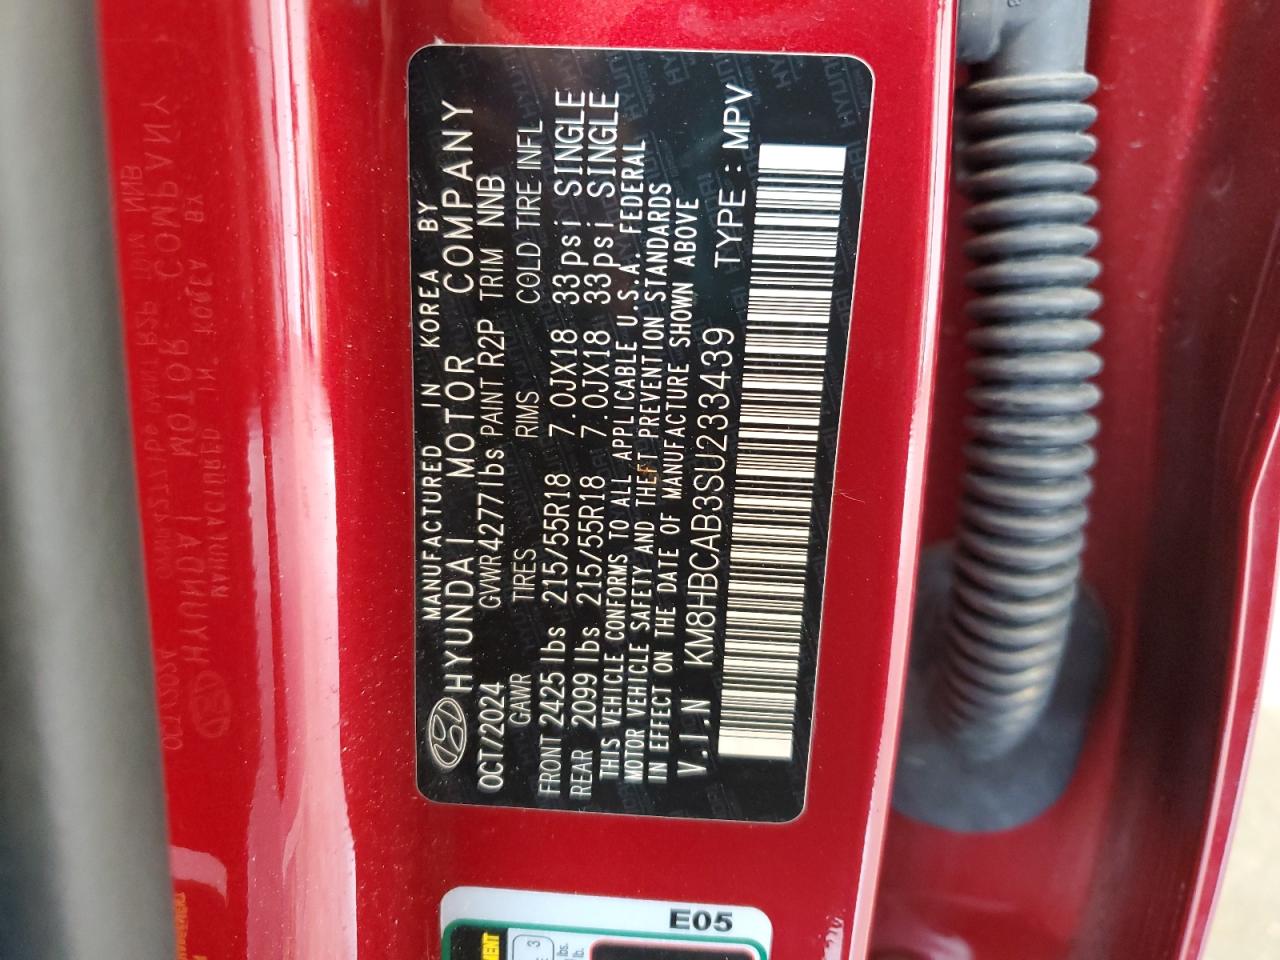 MANUFACTURED IN KOREA BY
HYUNDAI MOTOR COMPANY
OCT/2024 GVWR 4277lbs PAINT R2P TRIM NNB
GAWR TIRES RIMS COLD TIRE INFL
FRONT 2425 lbs 215/55R18 7.0JX18 33psi SINGLE
REAR 2099 lbs 215/55R18 7.0JX18 33psi SINGLE
THIS VEHICLE CONFORMS TO ALL APPLICABLE U.S.A. FEDERAL
MOTOR VEHICLE SAFETY AND THEFT PREVENTION STANDARDS
IN EFFECT ON THE DATE OF MANUFACTURE SHOWN ABOVE
V.I.N KM8HBCAB3SU233439 TYPE : MPV
E05